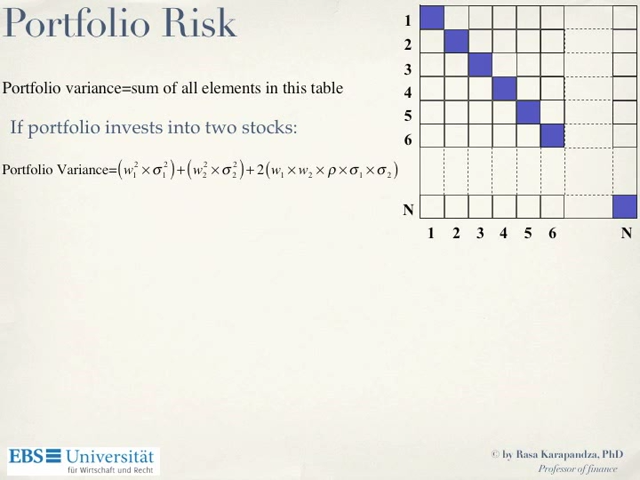 Portfolio Risk
Portfolio variance=sum of all elements in this table
If portfolio invests into two stocks:
Portfolio Variance=(w₁²×σ₁²)+(w₂²×σ₂²)+2(w₁×w₂×ρ×σ₁×σ₂)
1
2
3
4
5
6
N
1 2 3 4 5 6 N
EBS Universität
für Wirtschaft und Recht
© by Rasa Karapandza, PhD
Professor of finance